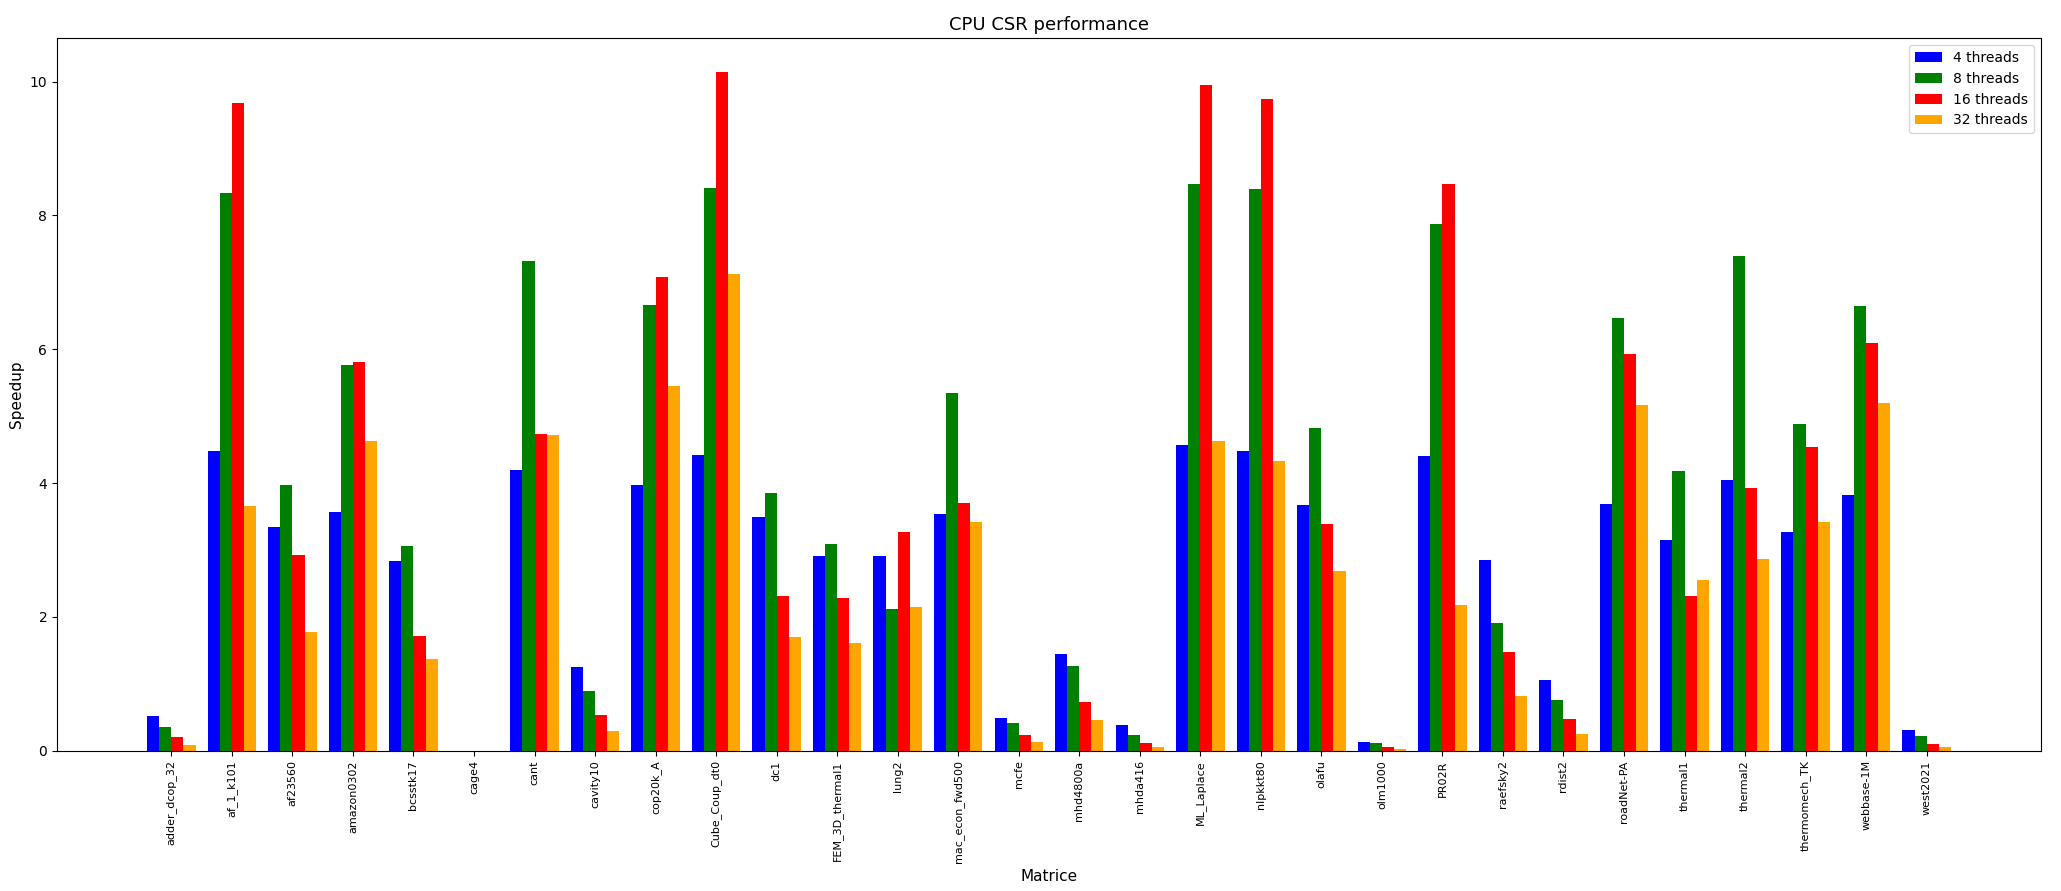 CPU CSR performance
4 threads
8 threads
16 threads
32 threads
Speedup
10
8
6
4
2
0
adder_dcop_32
af_1_k101
af23560
amazon0302
bcsstk17
cage4
cant
cavity10
cop20k_A
Cube_Coup_dt0
dc1
FEM_3D_thermal1
lung2
mac_econ_fwd500
mcfe
mhd4800a
mhda416
ML_Laplace
nlpkkt80
olafu
olm1000
PR02R
raefsky2
rdist2
roadNet-PA
thermal1
thermal2
thermomech_TK
webbase-1M
west2021
Matrice